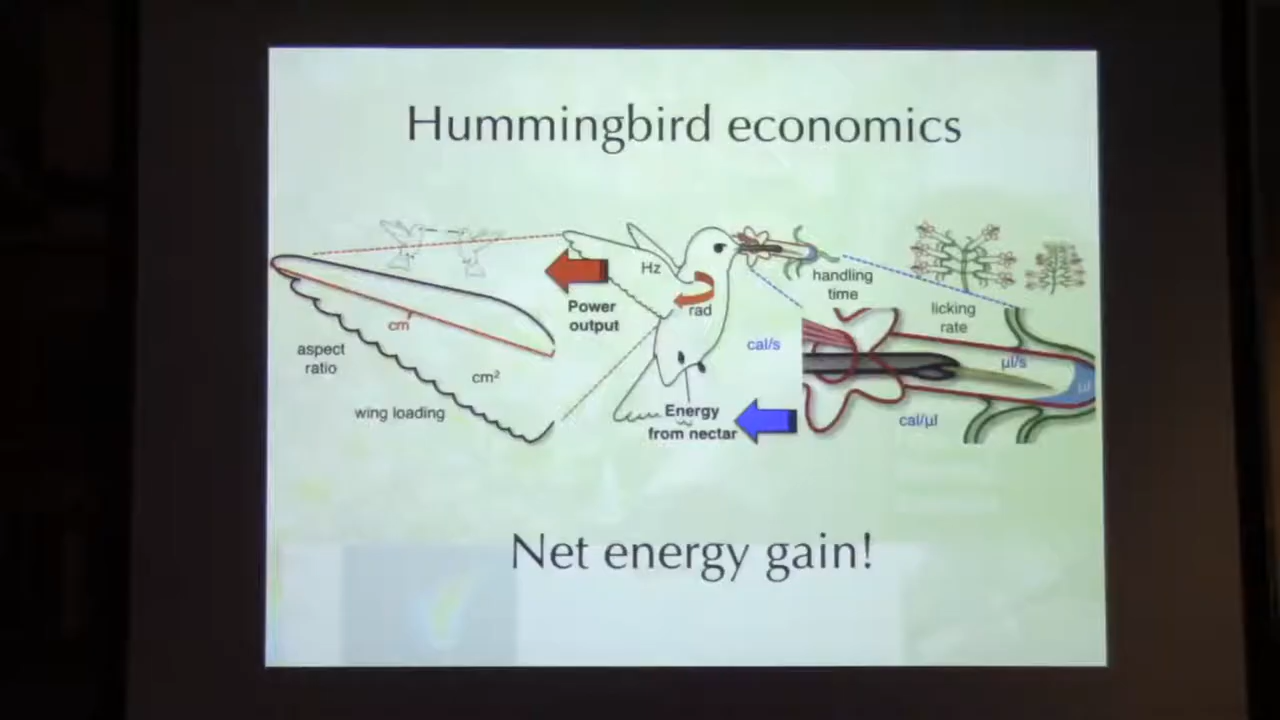 Hummingbird economics
Hz
Power
output
rad
handling
time
licking
rate
cm
aspect
ratio
cm²
wing loading
cal/s
µl/s
µl
cal/µl
Energy
from nectar
Net energy gain!